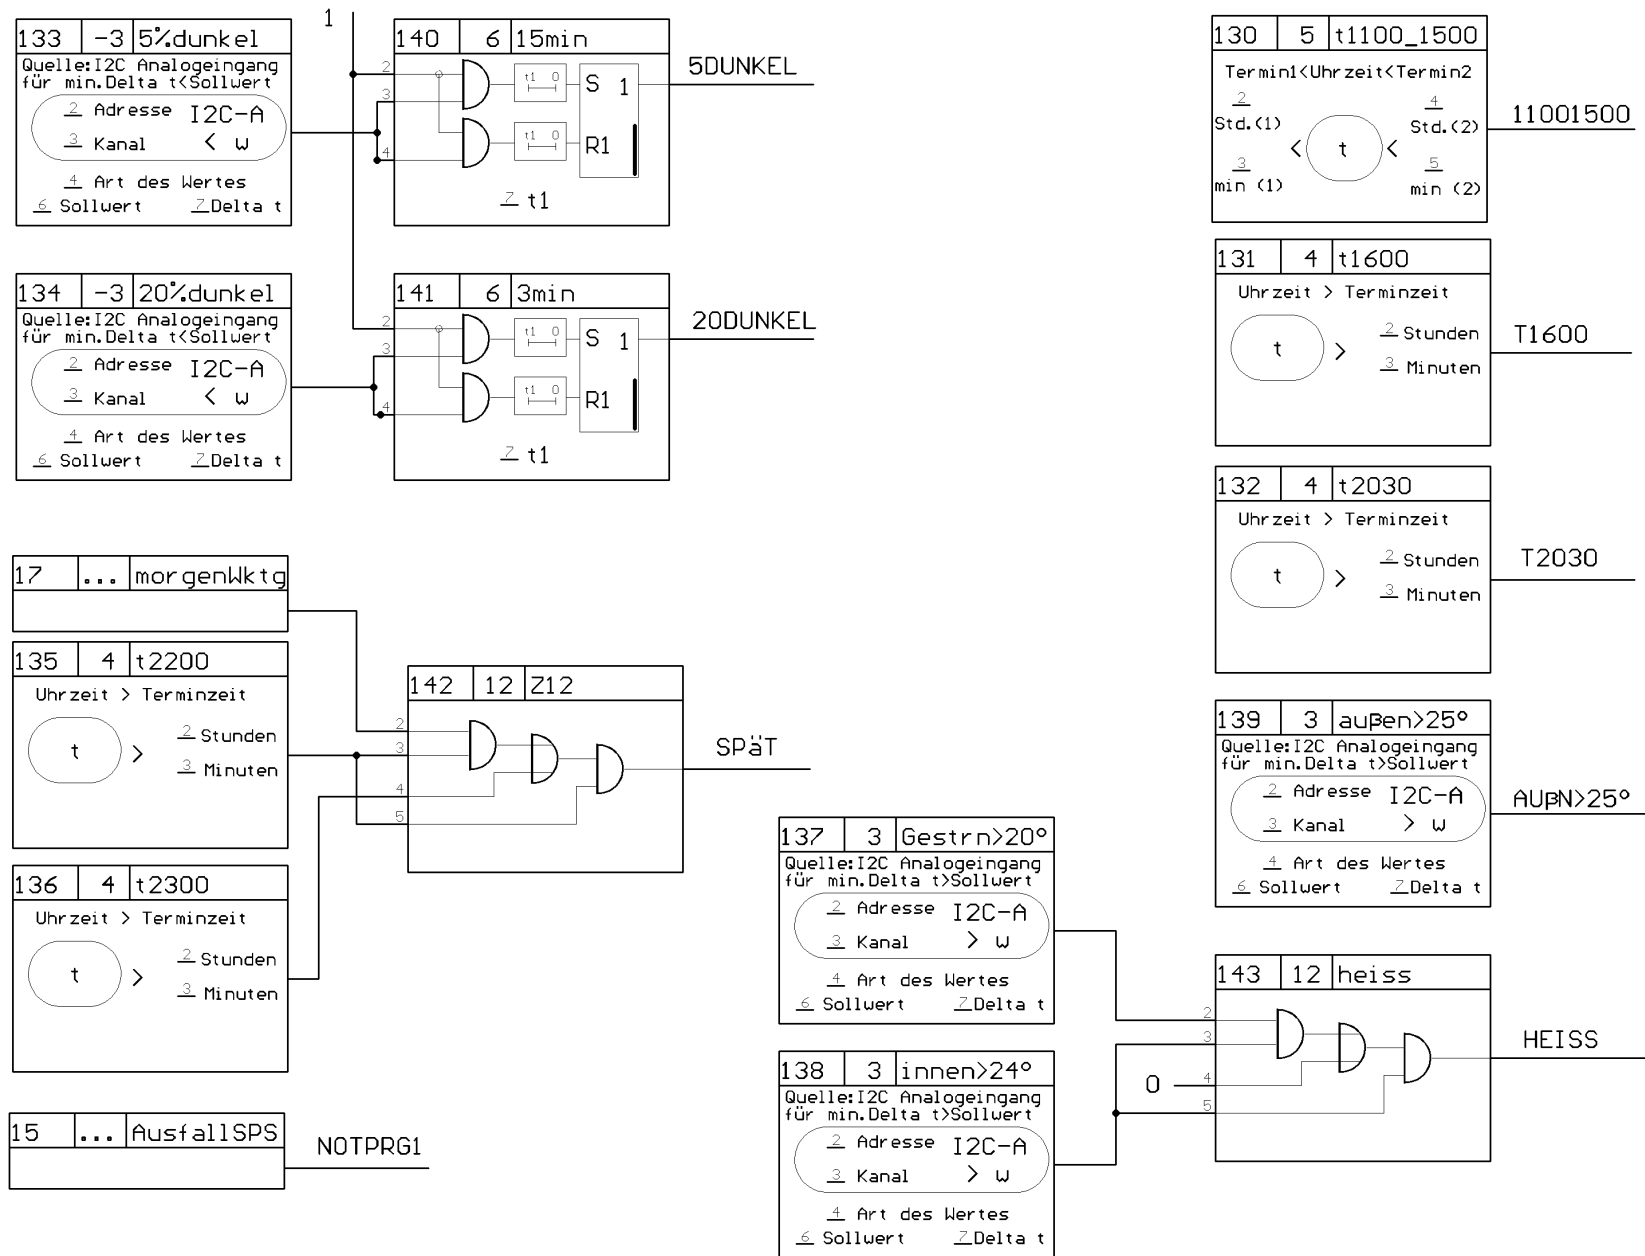 1
133 -3 5%dunkel
Quelle:I2C Analogeingang
für min.Delta t<Sollwert
2 Adresse I2C-A
3 Kanal < w
4 Art des Wertes
6 Sollwert 7 Delta t
140 6 15min
2
3
4
t1 0
t1 0
S 1
R1
7 t1
5DUNKEL
134 -3 20%dunkel
Quelle:I2C Analogeingang
für min.Delta t<Sollwert
2 Adresse I2C-A
3 Kanal < w
4 Art des Wertes
6 Sollwert 7 Delta t
141 6 3min
2
3
4
t1 0
t1 0
S 1
R1
7 t1
20DUNKEL
130 5 t1100_1500
Termin1<Uhrzeit<Termin2
2 4
Std.(1) Std.(2)
< t <
3 5
min (1) min (2)
11001500
131 4 t1600
Uhrzeit > Terminzeit
2 Stunden
t >
3 Minuten
T1600
132 4 t2030
Uhrzeit > Terminzeit
2 Stunden
t >
3 Minuten
T2030
17 ... morgenWktg
135 4 t2200
Uhrzeit > Terminzeit
2 Stunden
t >
3 Minuten
136 4 t2300
Uhrzeit > Terminzeit
2 Stunden
t >
3 Minuten
142 12 Z12
2
3
4
5
SPäT
15 ... AusfallSPS
NOTPRG1
139 3 außen>25°
Quelle:I2C Analogeingang
für min.Delta t>Sollwert
2 Adresse I2C-A
3 Kanal > w
4 Art des Wertes
6 Sollwert 7 Delta t
AUßN>25°
137 3 Gestrn>20°
Quelle:I2C Analogeingang
für min.Delta t>Sollwert
2 Adresse I2C-A
3 Kanal > w
4 Art des Wertes
6 Sollwert 7 Delta t
138 3 innen>24°
Quelle:I2C Analogeingang
für min.Delta t>Sollwert
2 Adresse I2C-A
3 Kanal > w
4 Art des Wertes
6 Sollwert 7 Delta t
143 12 heiss
2
3
0 4
5
HEISS